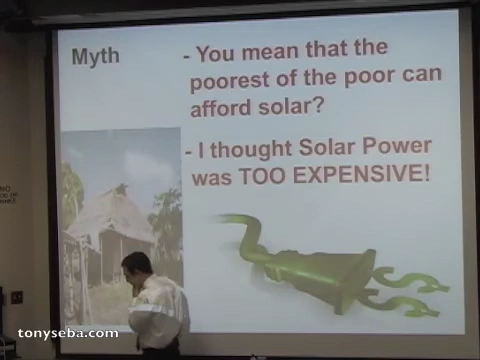 Myth
- You mean that the
poorest of the poor can
afford solar?
- I thought Solar Power
was TOO EXPENSIVE!
tonyseba.com